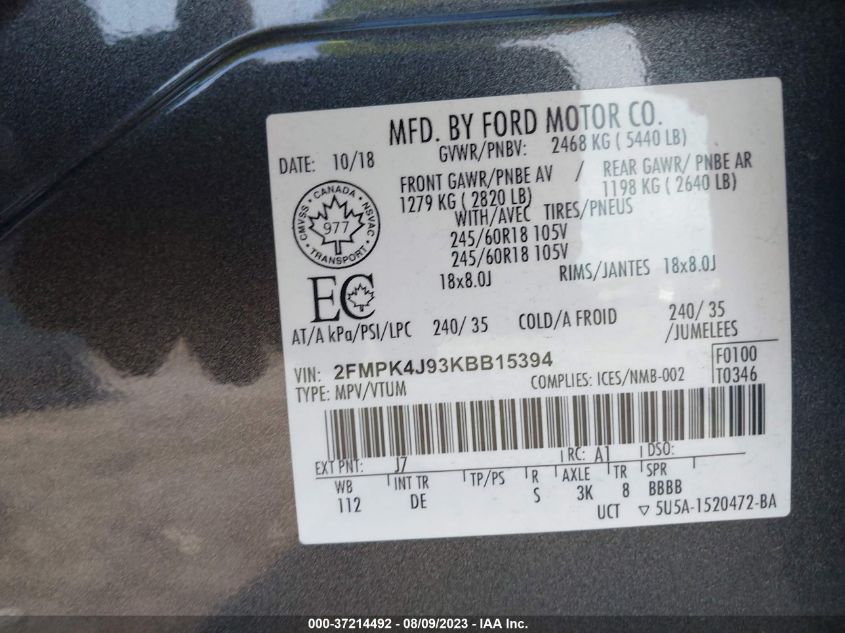 MFD. BY FORD MOTOR CO.
DATE: 10/18
GVWR/PNBV: 2468 KG ( 5440 LB)
FRONT GAWR/PNBE AV / REAR GAWR/ PNBE AR
1279 KG ( 2820 LB) 1198 KG ( 2640 LB)
WITH/AVEC TIRES/PNEUS
245/60R18 105V
245/60R18 105V
18x8.0J RIMS/JANTES 18x8.0J
CANADA
CMVSS NSVAC
977
TRANSPORT
EC
AT/A kPa/PSI/LPC 240/ 35 COLD/A FROID 240/ 35
/JUMELEES
VIN: 2FMPK4J93KBB15394
F0100
TYPE: MPV/VTUM COMPLIES: ICES/NMB-002 T0346
EXT PNT: J7 RC: A1 DSO:
WB INT TR TP/PS R AXLE TR SPR
112 DE S 3K 8 BBBB
UCT ▽ 5U5A-1520472-BA
000-37214492 - 08/09/2023 - IAA Inc.